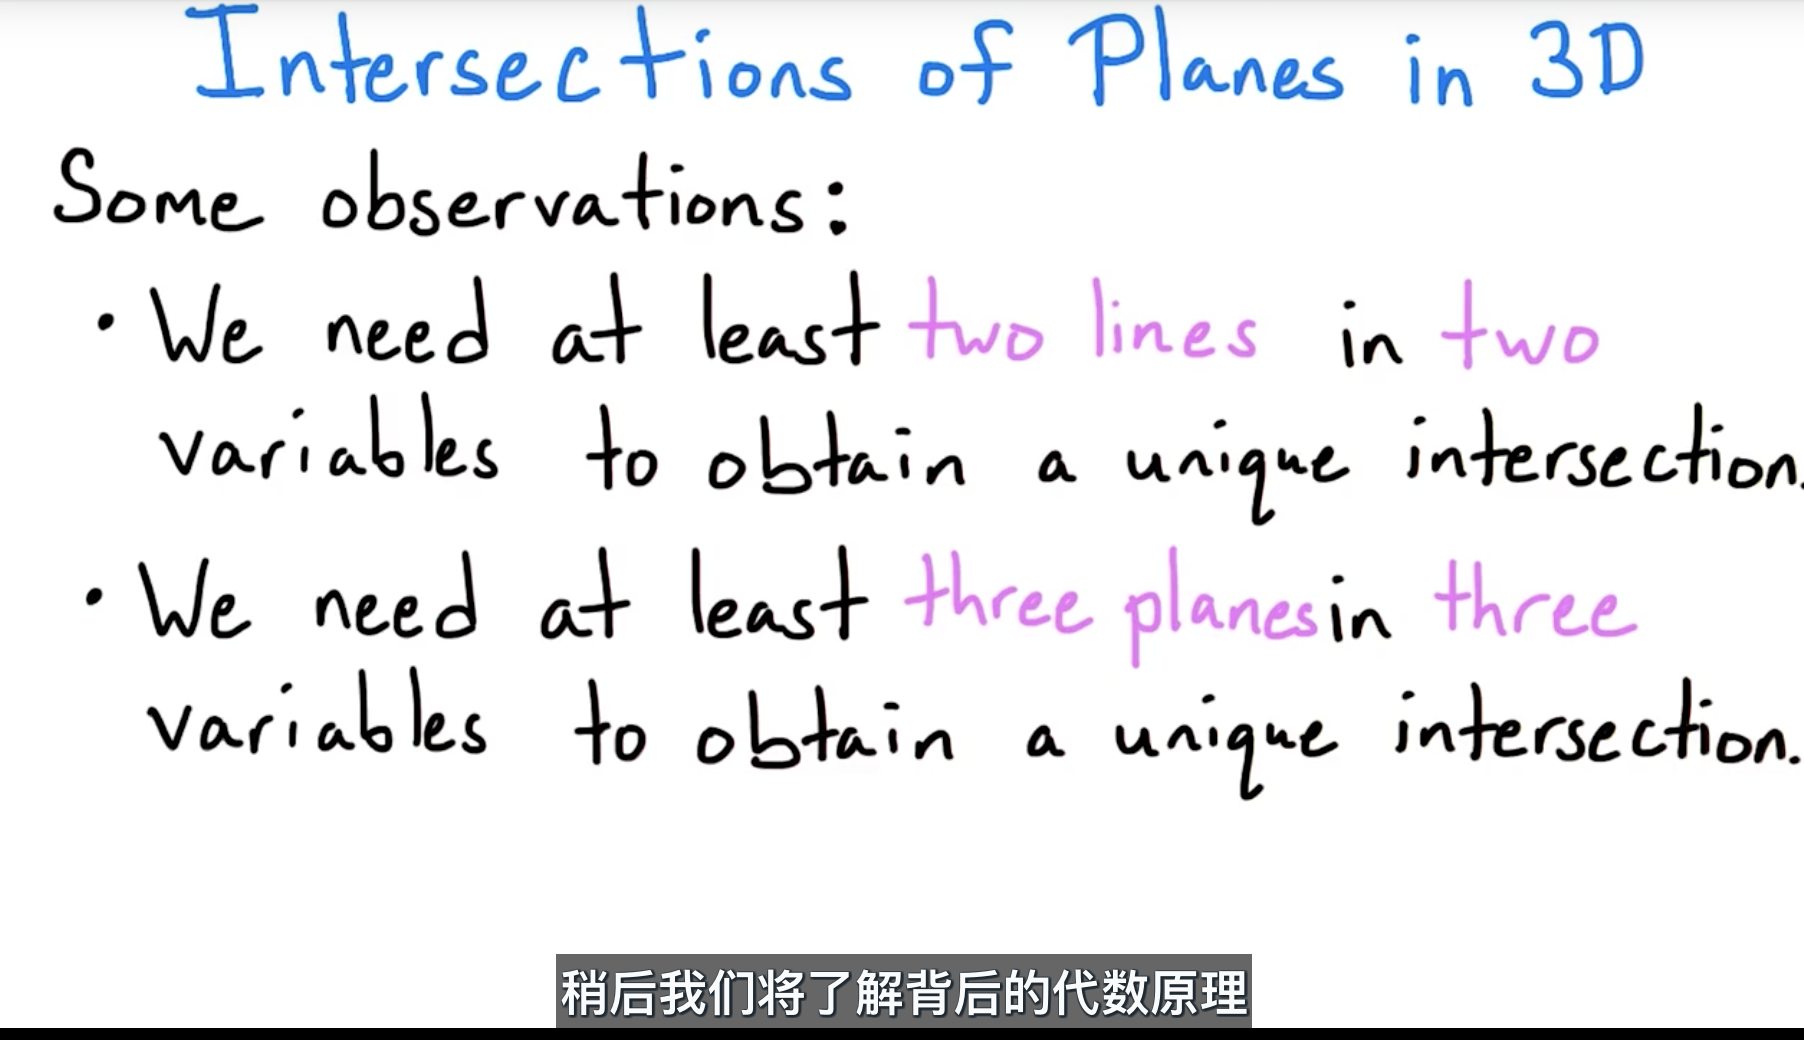 Intersections of Planes in 3D
Some observations:
• We need at least two lines in two
variables to obtain a unique intersection.
• We need at least three planes in three
variables to obtain a unique intersection.
稍后我们将了解背后的代数原理